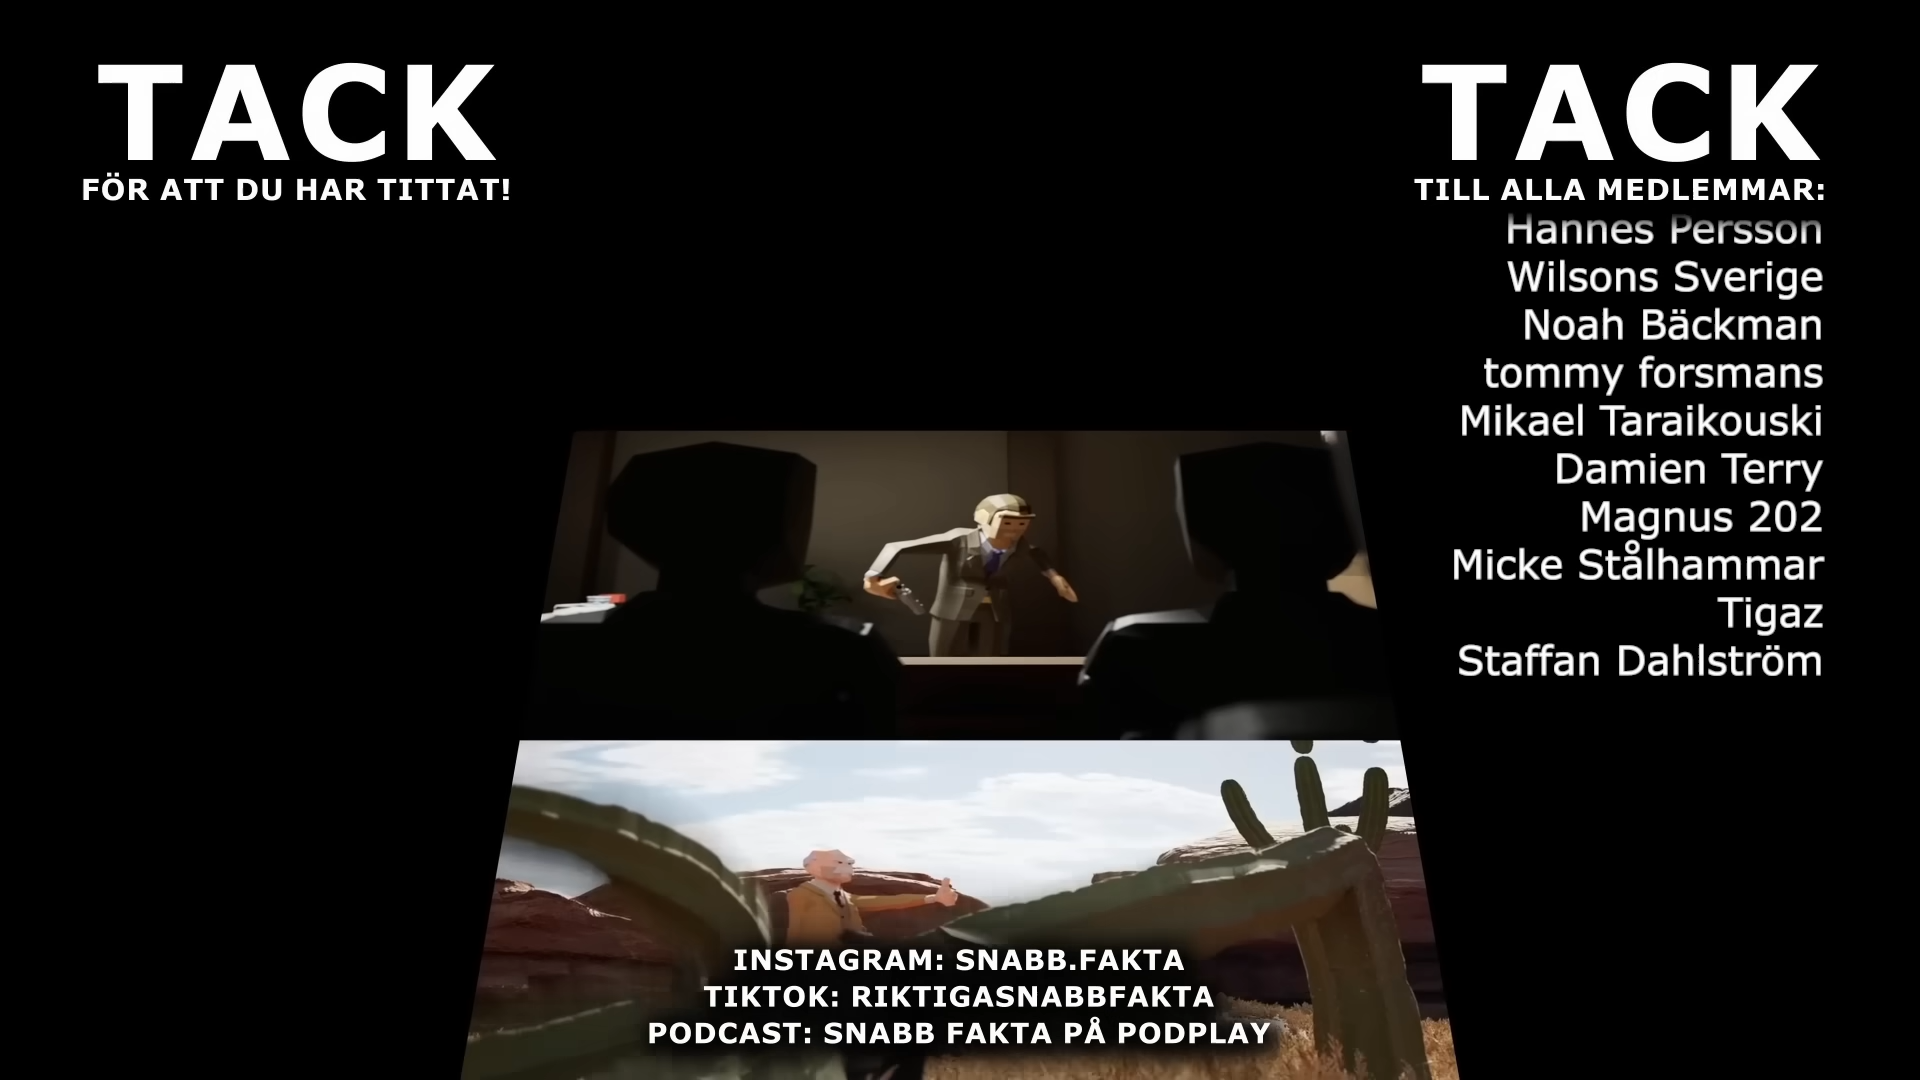 TACK
FÖR ATT DU HAR TITTAT!
TACK
TILL ALLA MEDLEMMAR:
Hannes Persson
Wilsons Sverige
Noah Bäckman
tommy forsmans
Mikael Taraikouski
Damien Terry
Magnus 202
Micke Stålhammar
Tigaz
Staffan Dahlström
INSTAGRAM: SNABB.FAKTA
TIKTOK: RIKTIGASNABBFAKTA
PODCAST: SNABB FAKTA PÅ PODPLAY